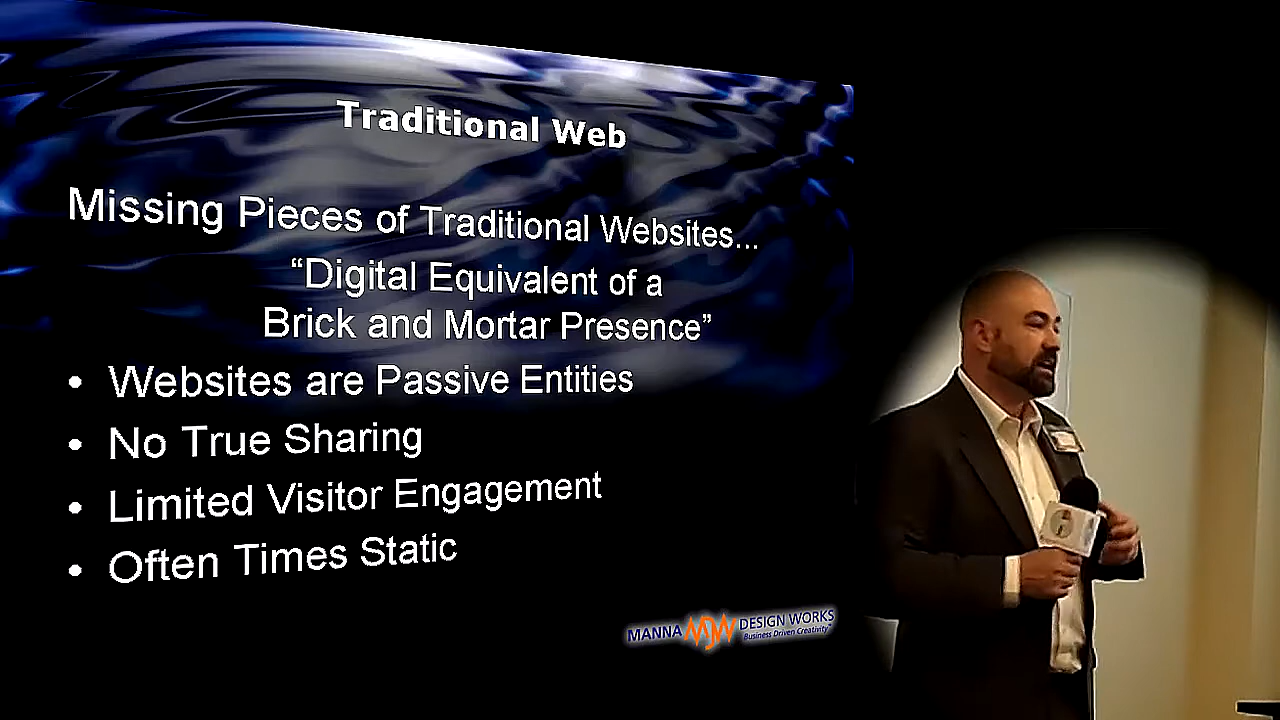 Traditional Web
Missing Pieces of Traditional Websites...
“Digital Equivalent of a
Brick and Mortar Presence”
• Websites are Passive Entities
• No True Sharing
• Limited Visitor Engagement
• Often Times Static
MANNA MDW DESIGN WORKS
Business Driven Creativity